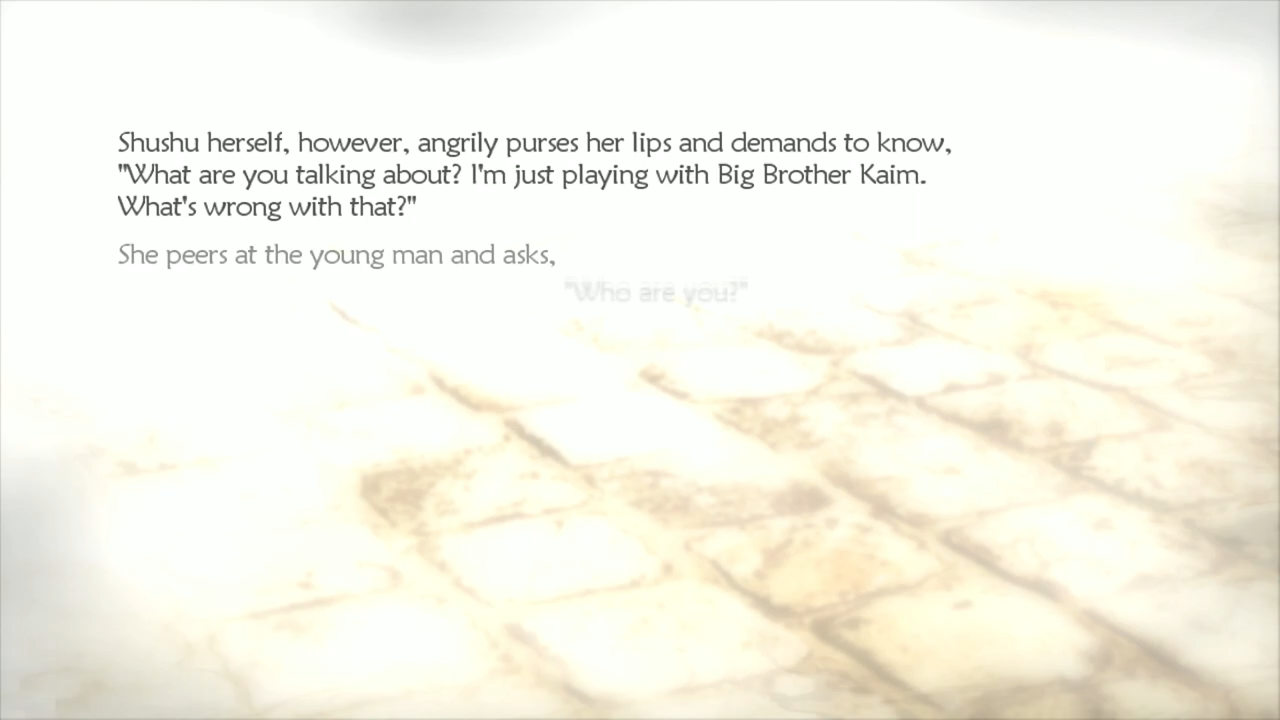 Shushu herself, however, angrily purses her lips and demands to know,
"What are you talking about? I'm just playing with Big Brother Kaim.
What's wrong with that?"
She peers at the young man and asks,
"Who are you?"